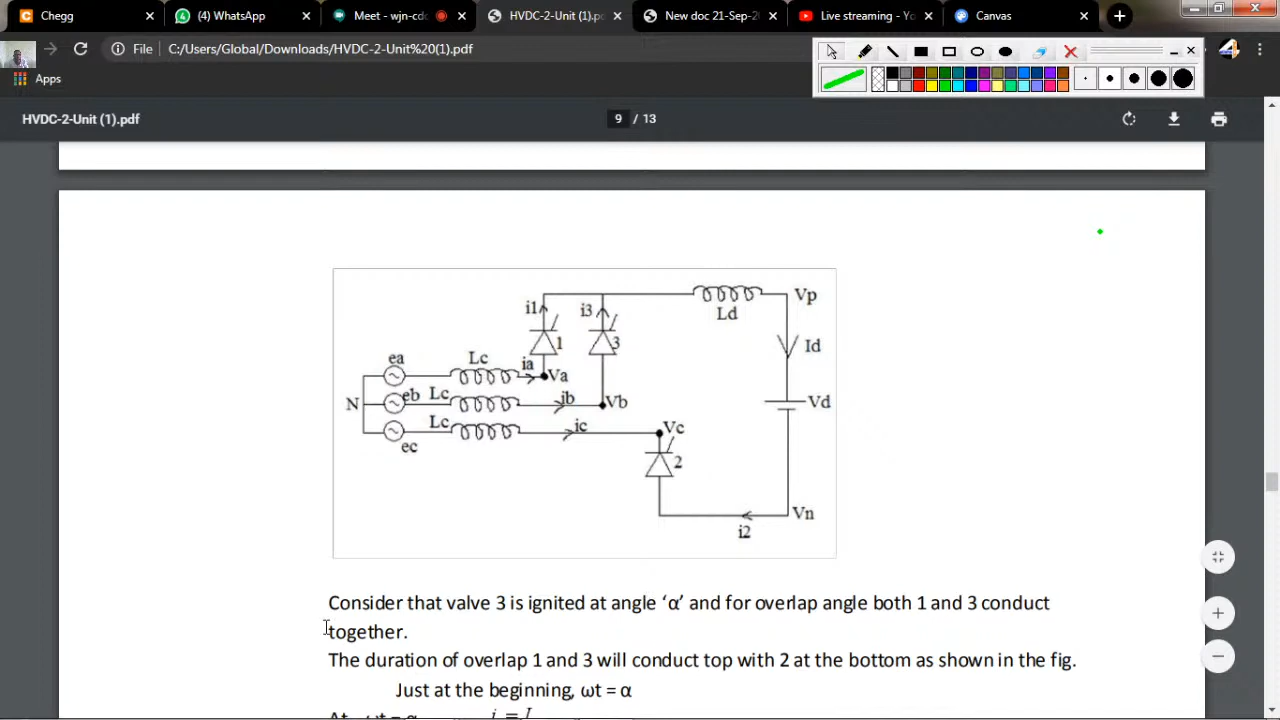 Chegg
(4) WhatsApp
Meet - wjn-cdc
HVDC-2-Unit (1).pdf
New doc 21-Sep-2
Live streaming - Yo
Canvas
File C:/Users/Global/Downloads/HVDC-2-Unit%20(1).pdf
Apps
HVDC-2-Unit (1).pdf
9 / 13
i1
i3
Ld
Vp
1
3
Id
ea
Lc
ia
Va
N
eb
Lc
ib
Vb
Vd
Lc
ic
Vc
ec
2
Vn
i2
Consider that valve 3 is ignited at angle ‘α’ and for overlap angle both 1 and 3 conduct
together.
The duration of overlap 1 and 3 will conduct top with 2 at the bottom as shown in the fig.
Just at the beginning, ωt = α